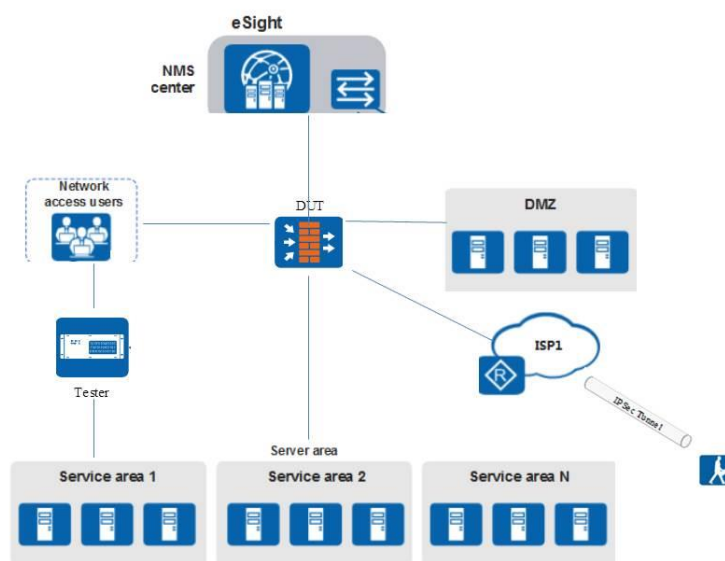 eSight
NMS
center
Network
access users
DUT
DMZ
ISP1
R
IPSec Tunnel
Tester
Server area
Service area 1
Service area 2
Service area N